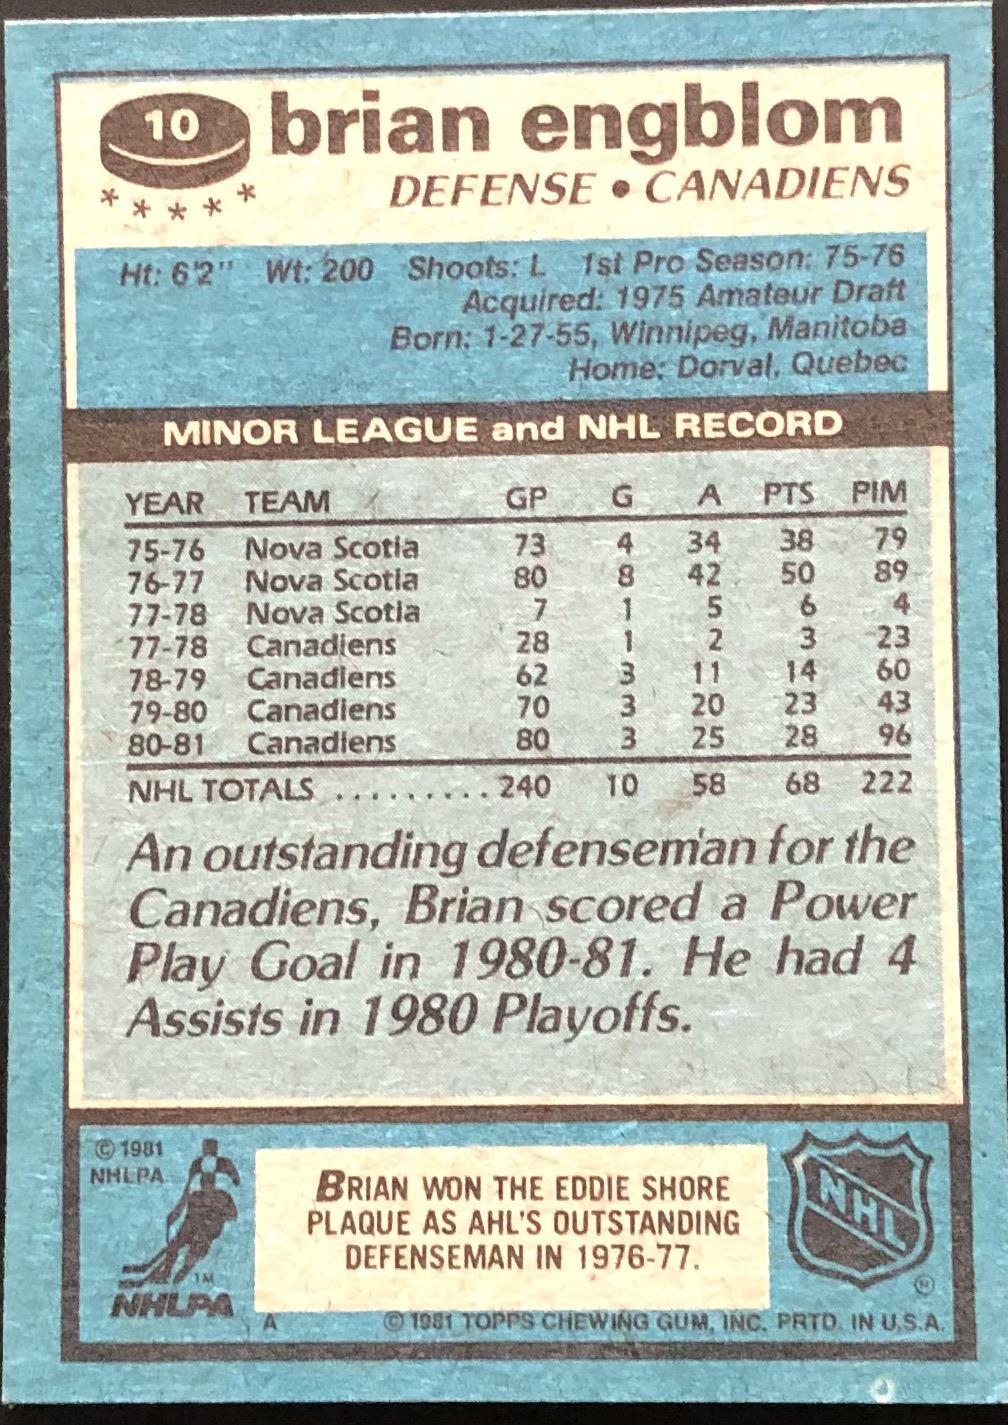 10
brian engblom
DEFENSE • CANADIENS
* * * * *
Ht: 6'2" Wt: 200 Shoots: L 1st Pro Season: 75-76
Acquired: 1975 Amateur Draft
Born: 1-27-55, Winnipeg, Manitoba
Home: Dorval, Quebec
MINOR LEAGUE and NHL RECORD
YEAR TEAM GP G A PTS PIM
75-76 Nova Scotia 73 4 34 38 79
76-77 Nova Scotia 80 8 42 50 89
77-78 Nova Scotia 7 1 5 6 4
77-78 Canadiens 28 1 2 3 23
78-79 Canadiens 62 3 11 14 60
79-80 Canadiens 70 3 20 23 43
80-81 Canadiens 80 3 25 28 96
NHL TOTALS ......... 240 10 58 68 222
An outstanding defenseman for the
Canadiens, Brian scored a Power
Play Goal in 1980-81. He had 4
Assists in 1980 Playoffs.
© 1981
NHLPA
BRIAN WON THE EDDIE SHORE
PLAQUE AS AHL'S OUTSTANDING
DEFENSEMAN IN 1976-77.
NHL
®
TM
NHLPA
A © 1981 TOPPS CHEWING GUM, INC. PRTD. IN U.S.A.